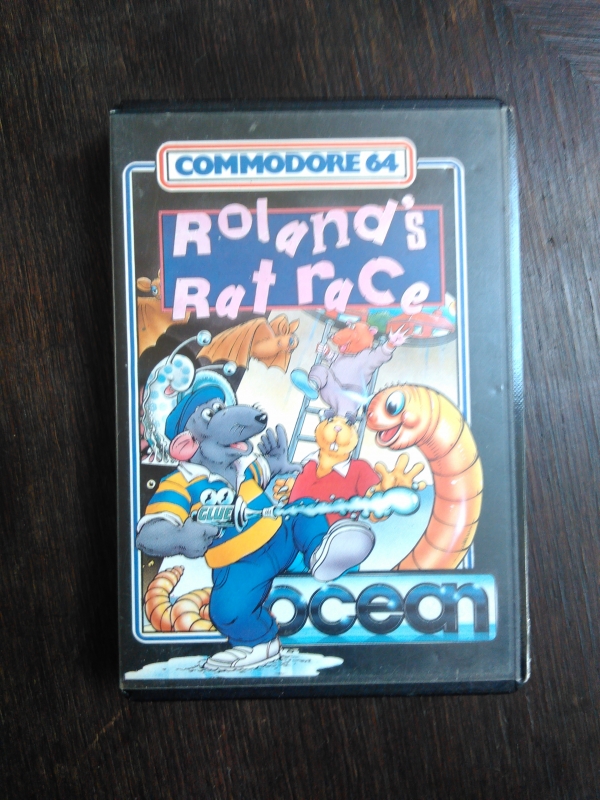 COMMODORE 64
Roland's
Rat race
GLUE
ocean